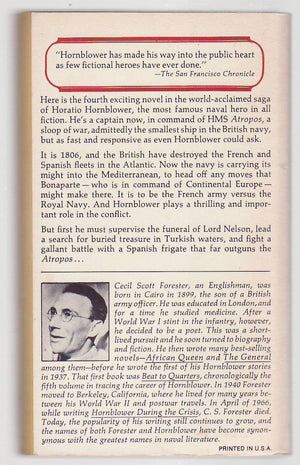 “Hornblower has made his way into the public heart
as few fictional heroes have ever done.”
—The San Francisco Chronicle
Here is the fourth exciting novel in the world-acclaimed saga
of Horatio Hornblower, the most famous naval hero in all
fiction. He’s a captain now, in command of HMS Atropos, a
sloop of war, admittedly the smallest ship in the British navy,
but as fast and responsive as even Hornblower could ask.
It is 1806, and the British have destroyed the French and
Spanish fleets in the Atlantic. Now the navy is carrying its
might into the Mediterranean, to head off any moves that
Bonaparte—who is in command of Continental Europe—
might make there. It is to be the French army versus the
Royal Navy. And Hornblower plays a thrilling and important
role in the conflict.
But first he must supervise the funeral of Lord Nelson, lead
a search for buried treasure in Turkish waters, and fight a
gallant battle with a Spanish frigate that far outguns the
Atropos...
Cecil Scott Forester, an Englishman, was
born in Cairo in 1899, the son of a British
army officer. He was educated in London, and
for a time he studied medicine. After a
World War I stint in the infantry, however,
he decided to be a poet. This was a short-
lived pursuit and he soon turned to biography
and fiction. He then wrote many best-selling
novels—African Queen and The General
among them—before he wrote the first of his Hornblower stories
in 1937. That first book was Beat to Quarters, chronologically the
fifth volume in tracing the career of Hornblower. In 1940 Forester
moved to Berkeley, California, where he lived for many years be-
tween his World War II and postwar travels. In April of 1966,
while writing Hornblower During the Crisis, C. S. Forester died.
Today, the popularity of his writing still continues to grow, and
the names of both Forester and Hornblower have become synon-
ymous with the greatest names in naval literature.
PRINTED IN U.S.A.